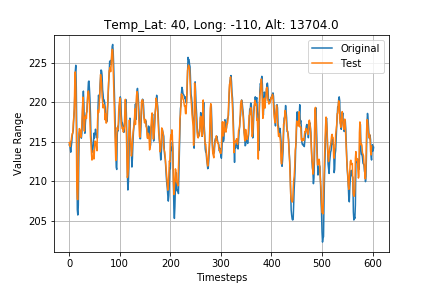 Temp_Lat: 40, Long: -110, Alt: 13704.0
Original
Test
Value Range
225
220
215
210
205
0 100 200 300 400 500 600
Timesteps